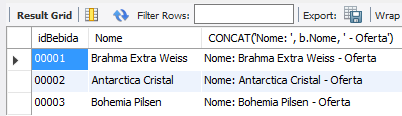 Result Grid Filter Rows: Export: Wrap
idBebida Nome CONCAT('Nome: ', b.Nome, ' - Oferta')
00001 Brahma Extra Weiss Nome: Brahma Extra Weiss - Oferta
00002 Antarctica Cristal Nome: Antarctica Cristal - Oferta
00003 Bohemia Pilsen Nome: Bohemia Pilsen - Oferta